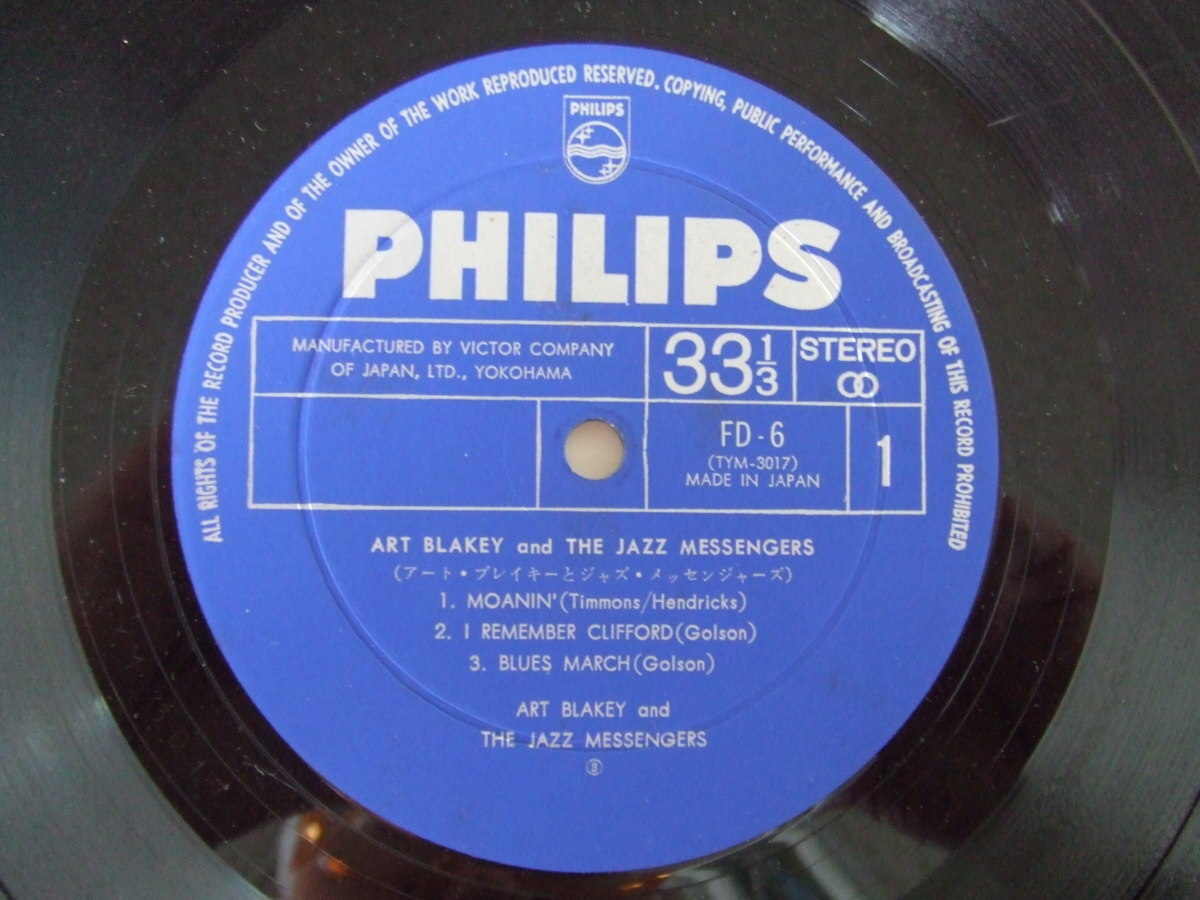 ALL RIGHTS OF THE RECORD PRODUCER AND OF THE OWNER OF THE WORK REPRODUCED RESERVED. COPYING, PUBLIC PERFORMANCE AND BROADCASTING OF THIS RECORD PROHIBITED
PHILIPS
PHILIPS
MANUFACTURED BY VICTOR COMPANY
OF JAPAN, LTD., YOKOHAMA
33 1/3
STEREO
FD-6
(TYM-3017)
MADE IN JAPAN
1
ART BLAKEY and THE JAZZ MESSENGERS
(アート・ブレイキーとジャズ・メッセンジャーズ)
1. MOANIN'(Timmons/Hendricks)
2. I REMEMBER CLIFFORD(Golson)
3. BLUES MARCH(Golson)
ART BLAKEY and
THE JAZZ MESSENGERS